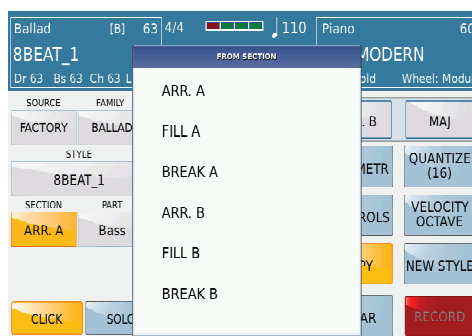 Ballad [B] 63 4/4 110 Piano 60
8BEAT_1
Dr 63 Bs 63 Ch 63 Wheel: Modu
FROM SECTION
ARR. A
FILL A
BREAK A
ARR. B
FILL B
BREAK B
SOURCE FAMILY
FACTORY BALLAD
STYLE
8BEAT_1
SECTION PART
ARR. A Bass
CLICK SOLO
B MAJ
QUANTIZE
(16)
VELOCITY
OCTAVE
NEW STYLE
RECORD